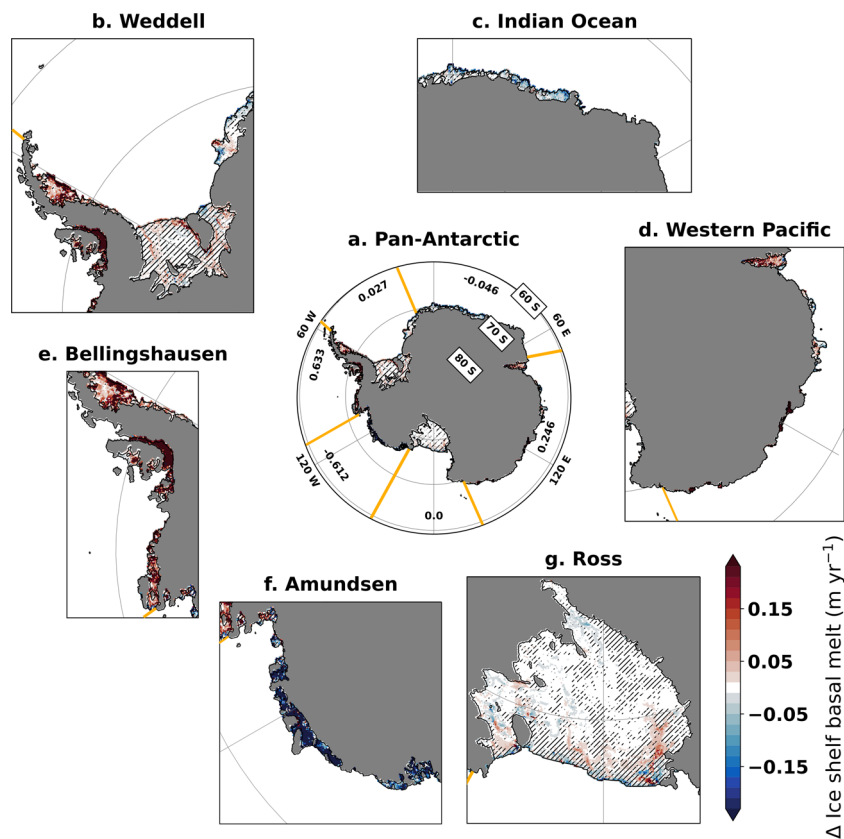 b. Weddell
c. Indian Ocean
a. Pan-Antarctic
d. Western Pacific
0.027
-0.046
60 S
60 E
70 S
80 S
60 W
0.633
0.246
120 E
120 W
-0.612
0.0
e. Bellingshausen
f. Amundsen
g. Ross
0.15
0.05
−0.05
−0.15
Δ Ice shelf basal melt (m yr⁻¹)